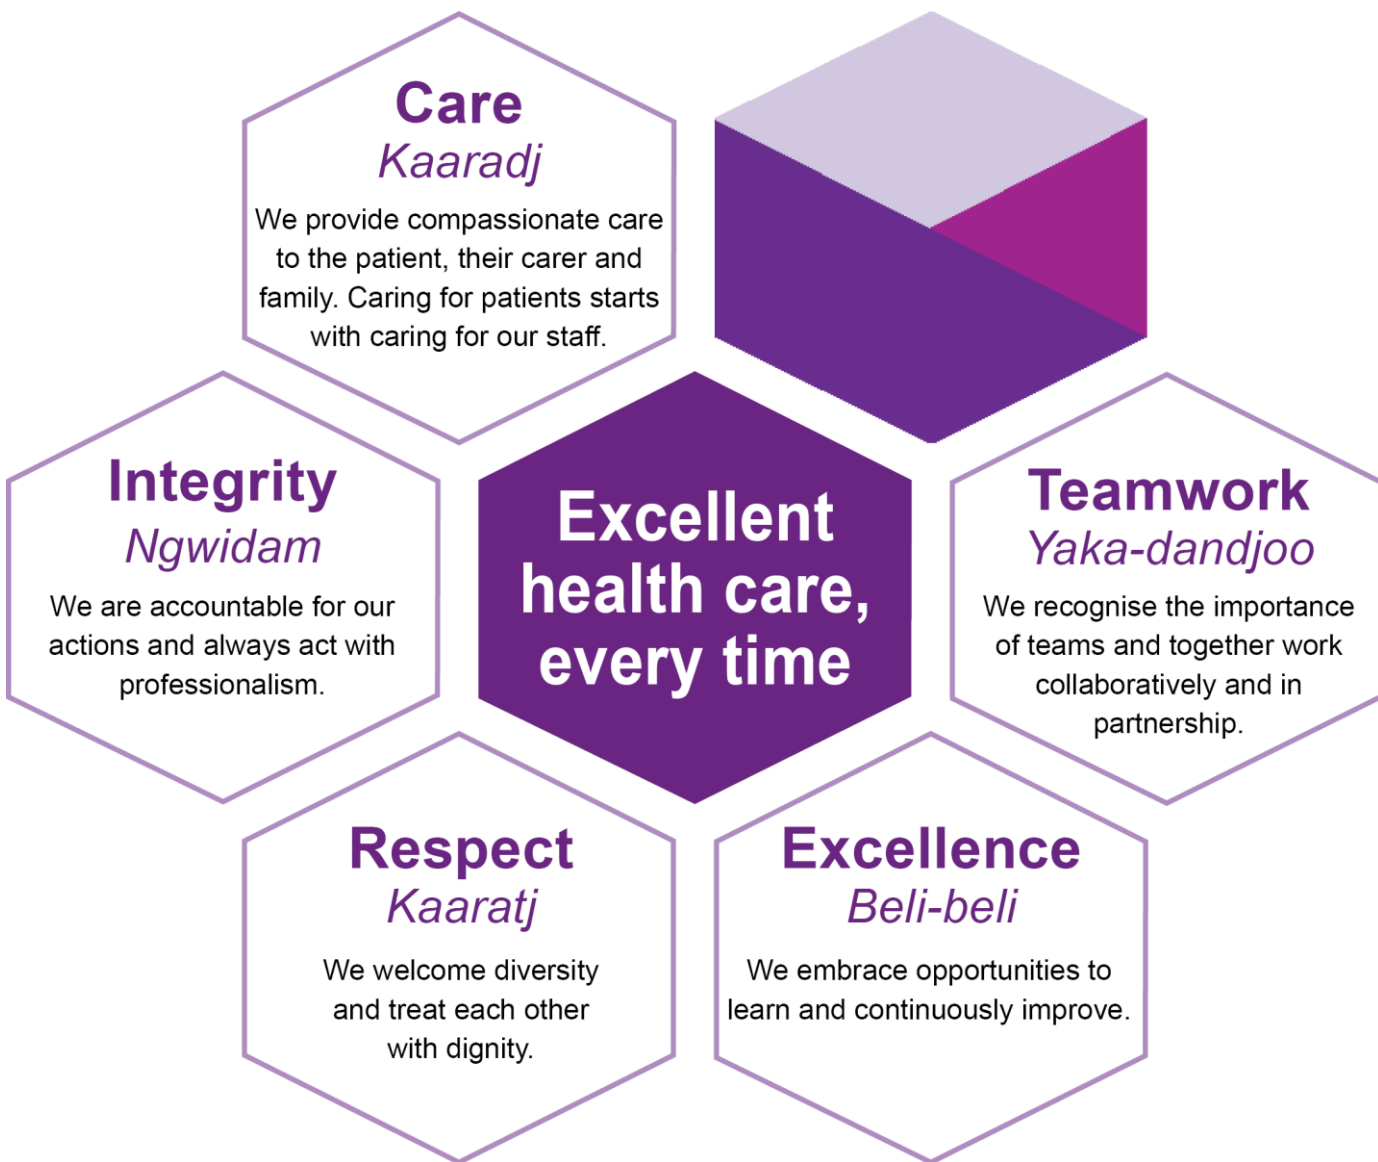 Care
Kaaradj
We provide compassionate care
to the patient, their carer and
family. Caring for patients starts
with caring for our staff.
Integrity
Ngwidam
We are accountable for our
actions and always act with
professionalism.
Excellent
health care,
every time
Teamwork
Yaka-dandjoo
We recognise the importance
of teams and together work
collaboratively and in
partnership.
Respect
Kaaratj
We welcome diversity
and treat each other
with dignity.
Excellence
Beli-beli
We embrace opportunities to
learn and continuously improve.